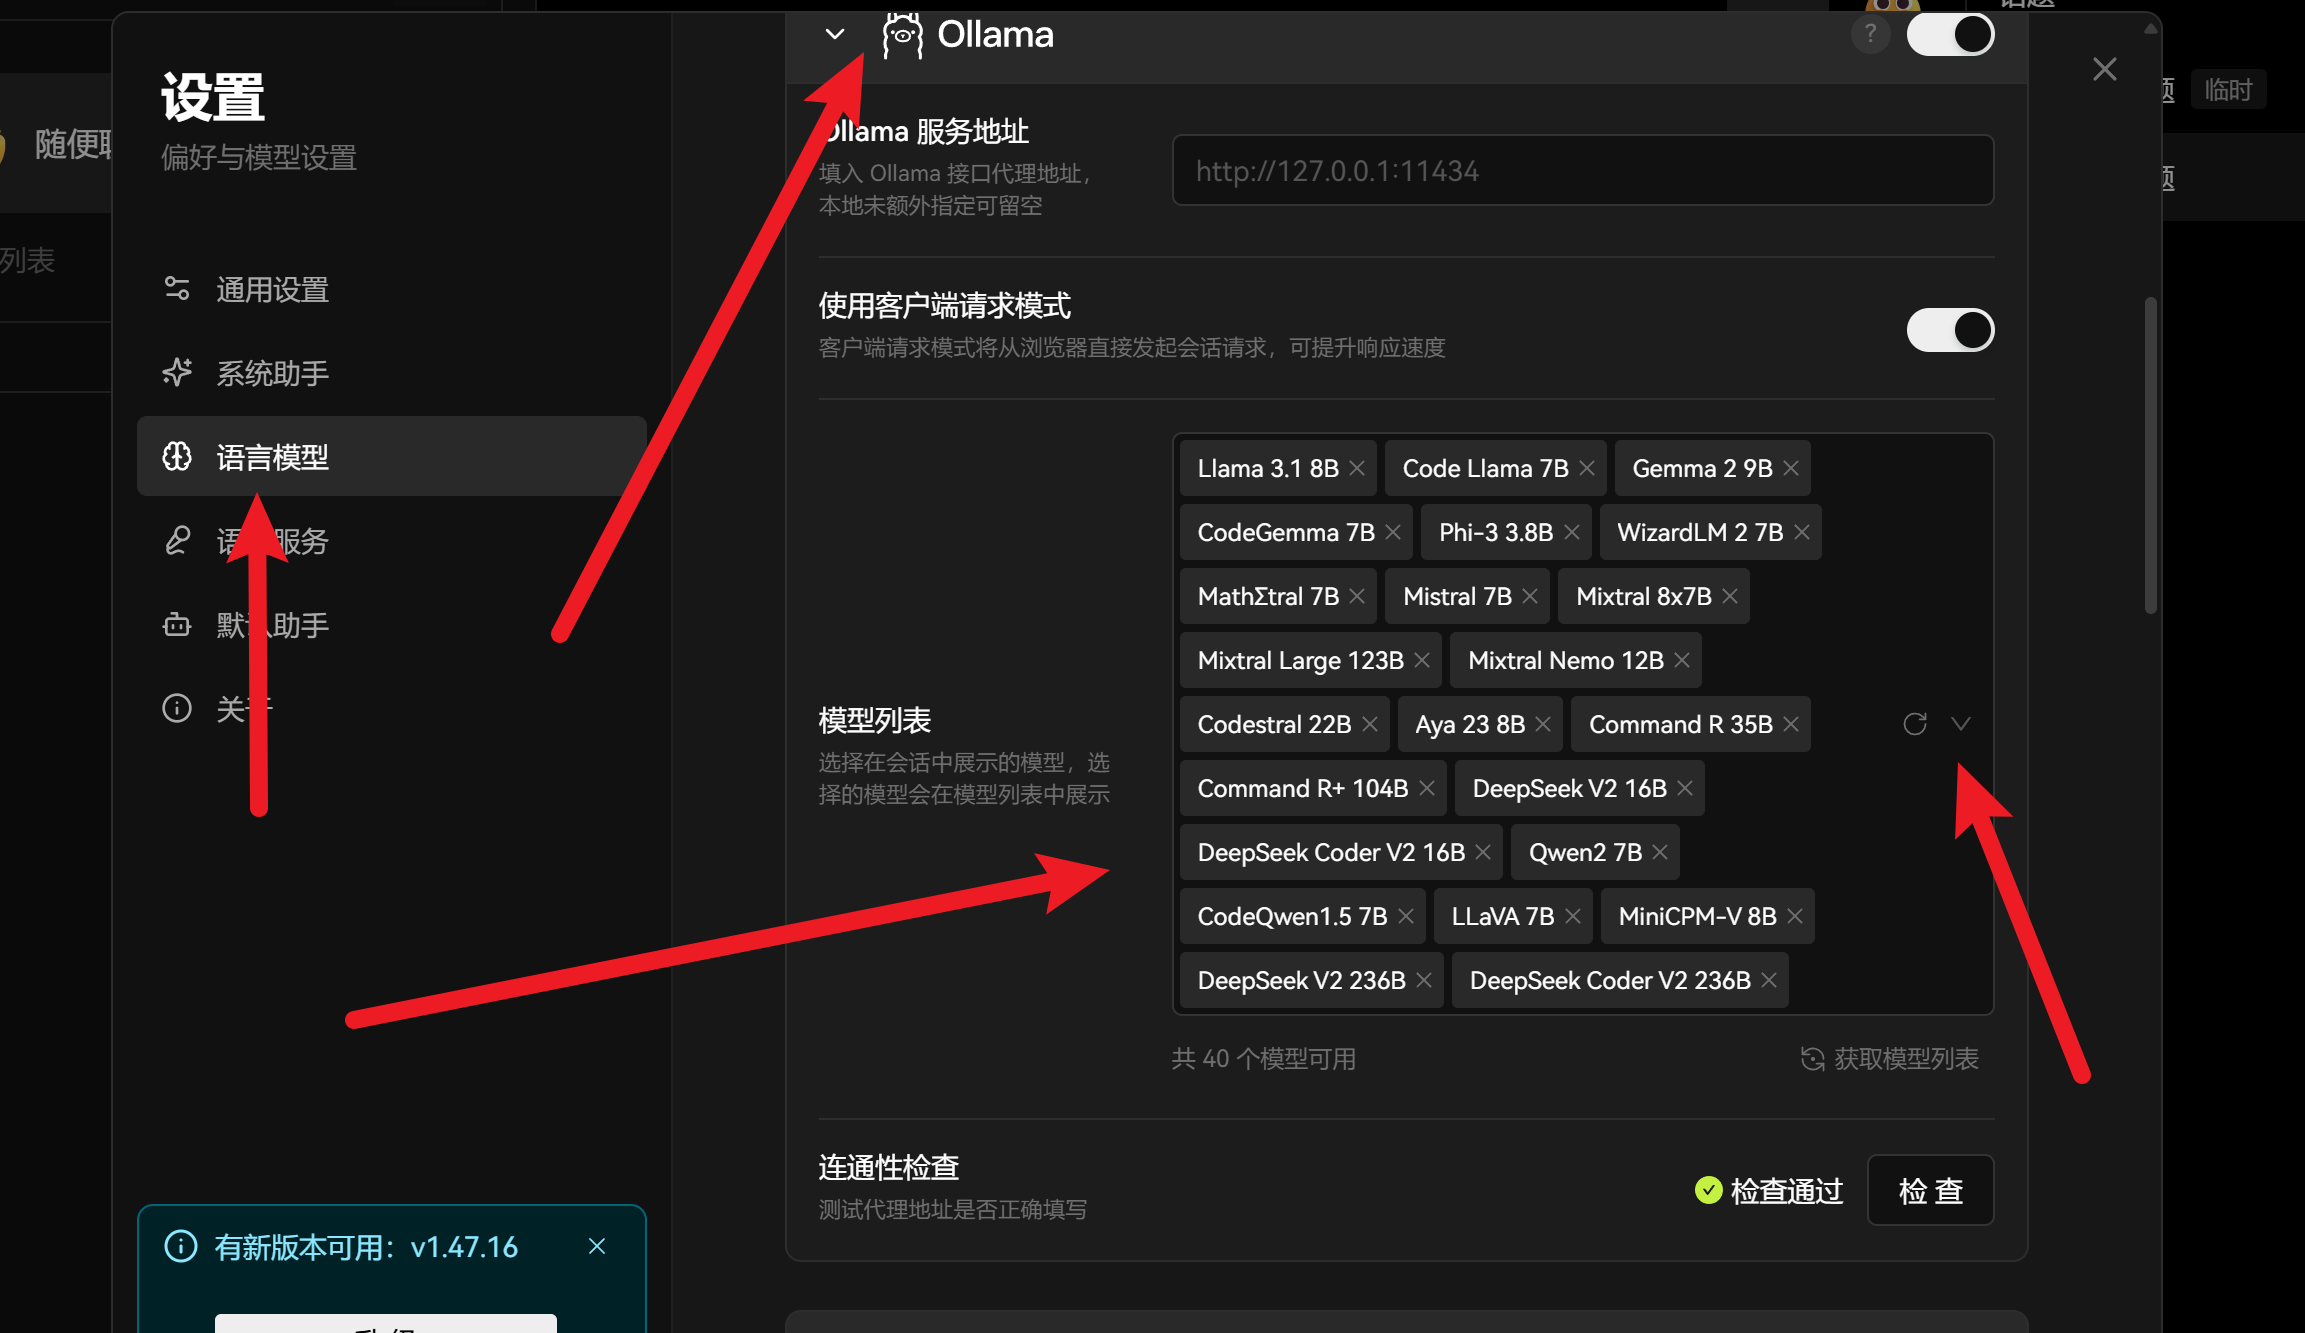 设置
偏好与模型设置
通用设置
系统助手
语言模型
服务
助手
有新版本可用：v1.47.16
随便
列表
临时
Ollama
?
Ollama 服务地址
填入 Ollama 接口代理地址，
本地未额外指定可留空
http://127.0.0.1:11434
使用客户端请求模式
客户端请求模式将从浏览器直接发起会话请求，可提升响应速度
模型列表
选择在会话中展示的模型，选
择的模型会在模型列表中展示
Llama 3.1 8B Code Llama 7B Gemma 2 9B
CodeGemma 7B Phi-3 3.8B WizardLM 2 7B
MathΣtral 7B Mistral 7B Mixtral 8x7B
Mixtral Large 123B Mixtral Nemo 12B
Codestral 22B Aya 23 8B Command R 35B
Command R+ 104B DeepSeek V2 16B
DeepSeek Coder V2 16B Qwen2 7B
CodeQwen1.5 7B LLaVA 7B MiniCPM-V 8B
DeepSeek V2 236B DeepSeek Coder V2 236B
共 40 个模型可用
获取模型列表
连通性检查
测试代理地址是否正确填写
检查通过
检 查